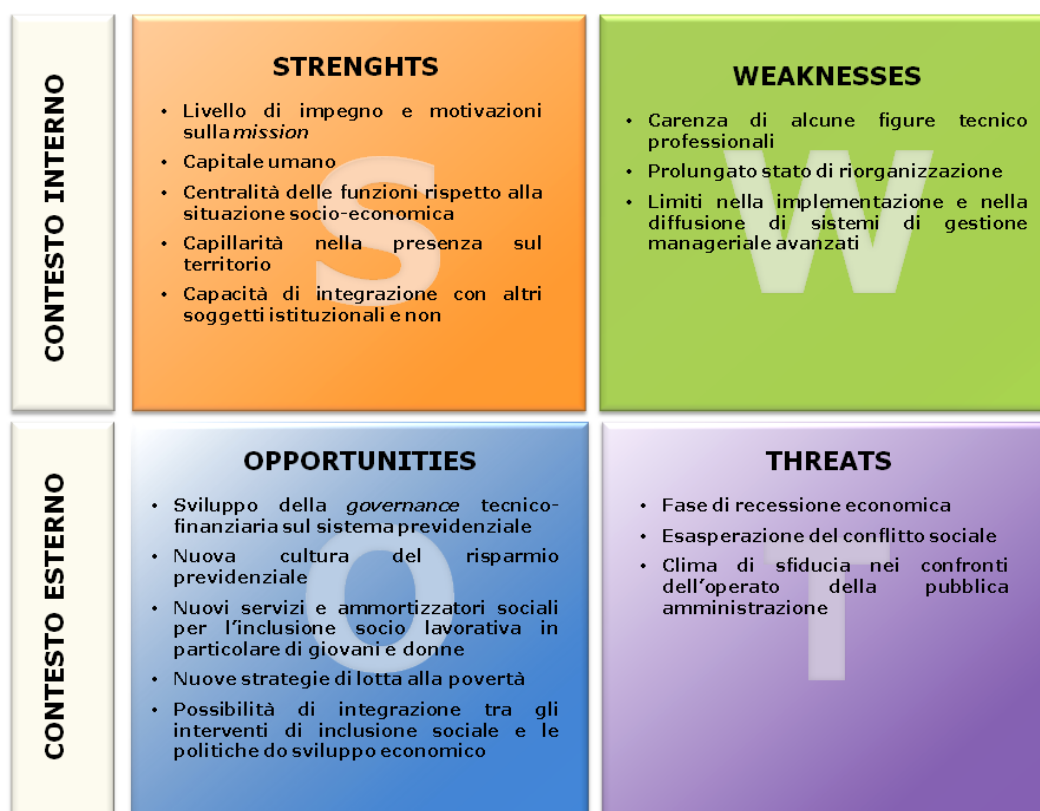 CONTESTO INTERNO
STRENGHTS
• Livello di impegno e motivazioni
sulla mission
• Capitale umano
• Centralità delle funzioni rispetto alla
situazione socio-economica
• Capillarità nella presenza sul
territorio
• Capacità di integrazione con altri
soggetti istituzionali e non
S
WEAKNESSES
• Carenza di alcune figure tecnico
professionali
• Prolungato stato di riorganizzazione
• Limiti nella implementazione e nella
diffusione di sistemi di gestione
manageriale avanzati
W
CONTESTO ESTERNO
OPPORTUNITIES
• Sviluppo della governance tecnico-
finanziaria sul sistema previdenziale
• Nuova cultura del risparmio
previdenziale
• Nuovi servizi e ammortizzatori sociali
per l'inclusione socio lavorativa in
particolare di giovani e donne
• Nuove strategie di lotta alla povertà
• Possibilità di integrazione tra gli
interventi di inclusione sociale e le
politiche do sviluppo economico
O
THREATS
• Fase di recessione economica
• Esasperazione del conflitto sociale
• Clima di sfiducia nei confronti
dell'operato della pubblica
amministrazione
T